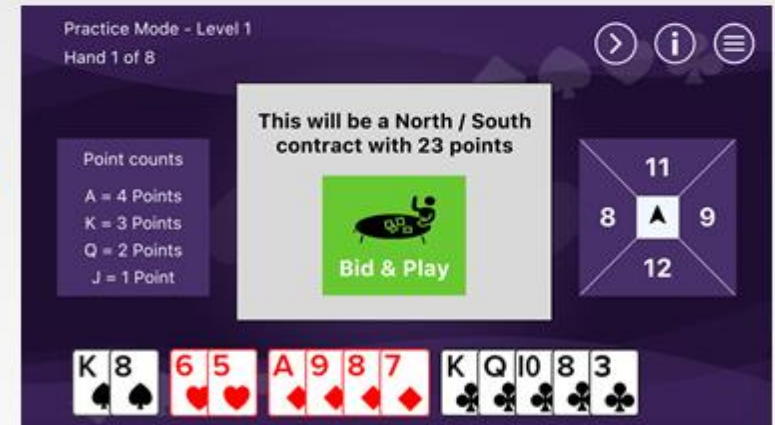 Practice Mode - Level 1
Hand 1 of 8
i
This will be a North / South
contract with 23 points
Point counts
A = 4 Points
K = 3 Points
Q = 2 Points
J = 1 Point
Bid & Play
11
8 9
12
K 8 6 5 A 9 8 7 K Q 10 8 3